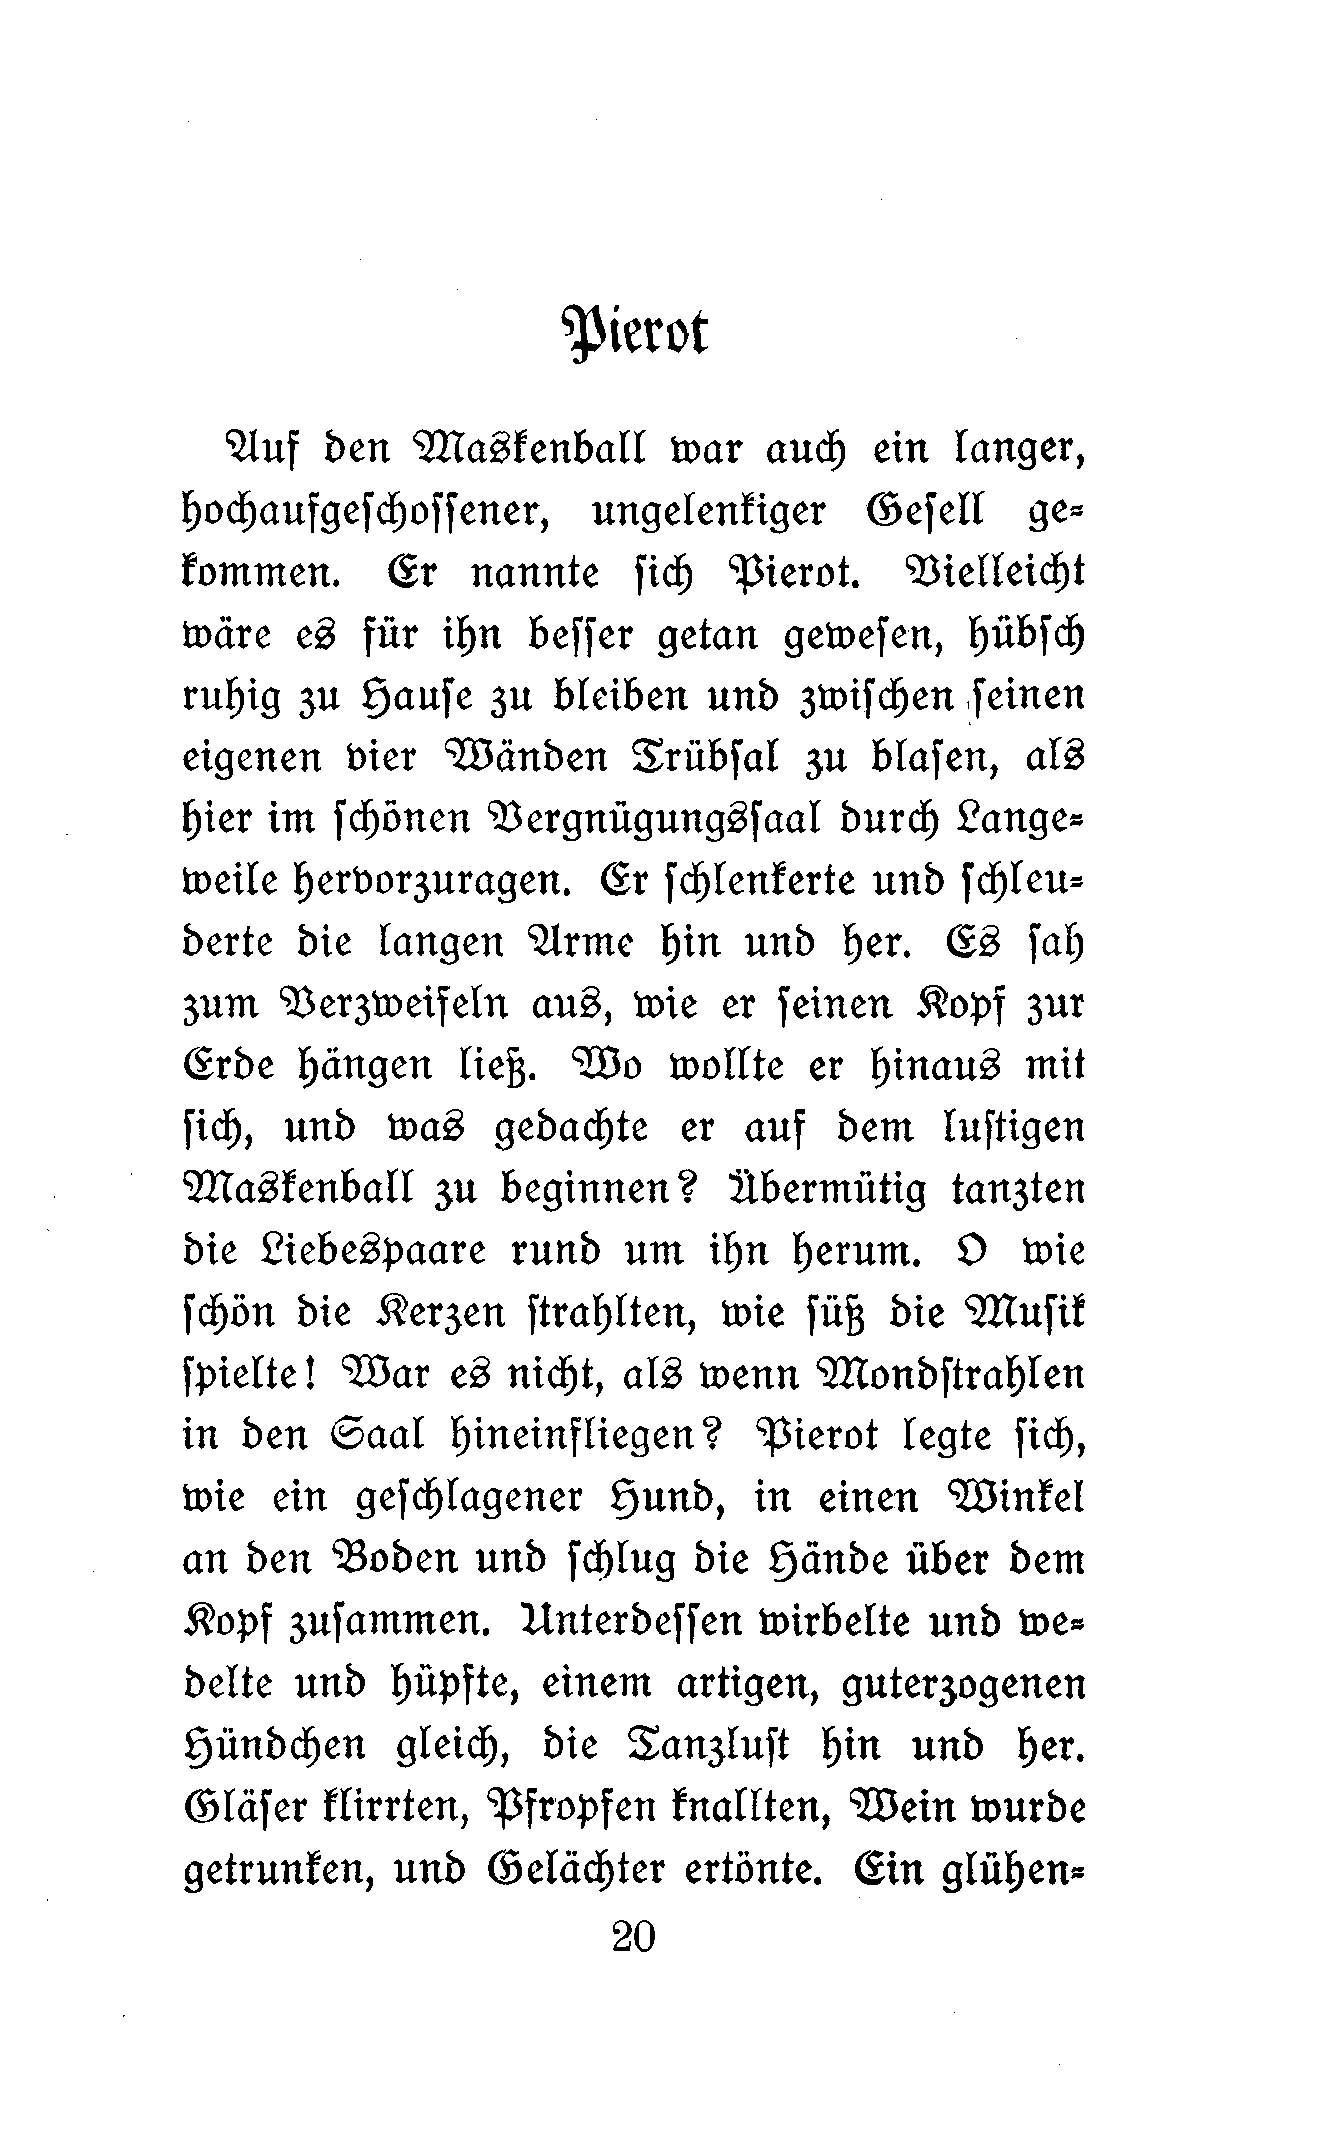 Pierot
Auf den Maskenball war auch ein langer,
hochaufgeschossener, ungelenkiger Gesell ge-
kommen. Er nannte sich Pierot. Vielleicht
wäre es für ihn besser getan gewesen, hübsch
ruhig zu Hause zu bleiben und zwischen seinen
eigenen vier Wänden Trübsal zu blasen, als
hier im schönen Vergnügungssaal durch Lange-
weile hervorzuragen. Er schlenkerte und schleu-
derte die langen Arme hin und her. Es sah
zum Verzweifeln aus, wie er seinen Kopf zur
Erde hängen ließ. Wo wollte er hinaus mit
sich, und was gedachte er auf dem lustigen
Maskenball zu beginnen? Übermütig tanzten
die Liebespaare rund um ihn herum. O wie
schön die Kerzen strahlten, wie süß die Musik
spielte! War es nicht, als wenn Mondstrahlen
in den Saal hineinfliegen? Pierot legte sich,
wie ein geschlagener Hund, in einen Winkel
an den Boden und schlug die Hände über dem
Kopf zusammen. Unterdessen wirbelte und we-
delte und hüpfte, einem artigen, guterzogenen
Hündchen gleich, die Tanzlust hin und her.
Gläser klirrten, Pfropfen knallten, Wein wurde
getrunken, und Gelächter ertönte. Ein glühen-
20